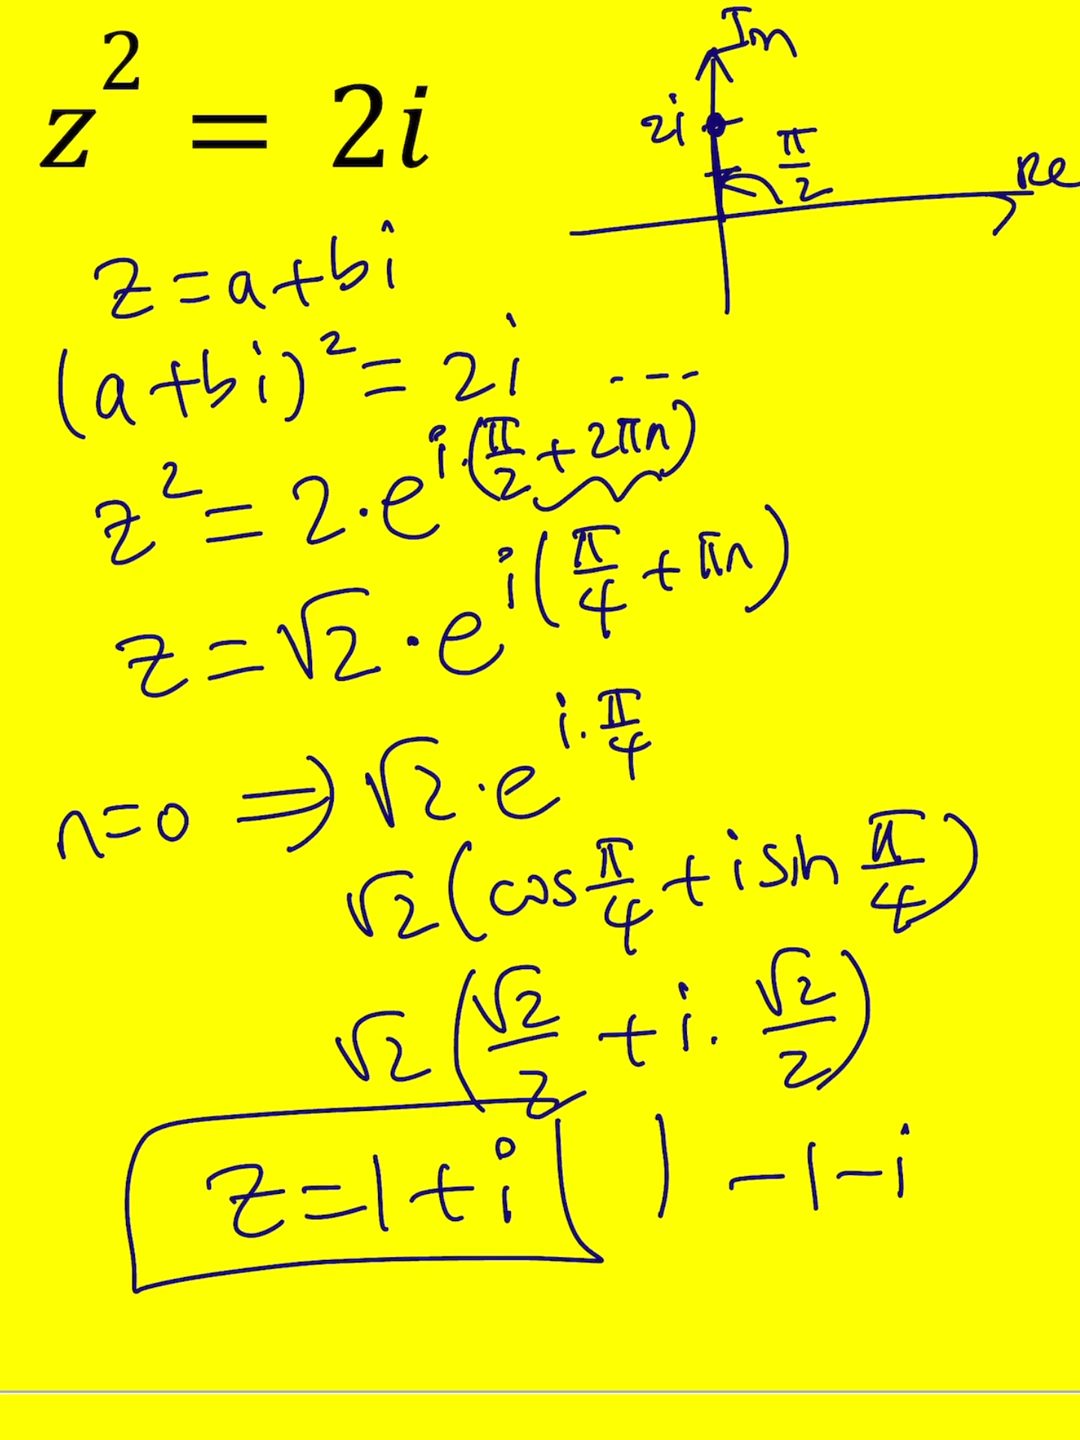 z² = 2i
Im
2i
π/2
Re
z = a + bi
(a + bi)² = 2i ----
z² = 2·e^{i·(π/2 + 2πn)}
z = √2·e^{i(π/4 + πn)}
n=0 ⇒ √2·e^{i·π/4}
√2(cos π/4 + i sin π/4)
√2(√2/2 + i·√2/2)
z = 1 + i ) -1-i